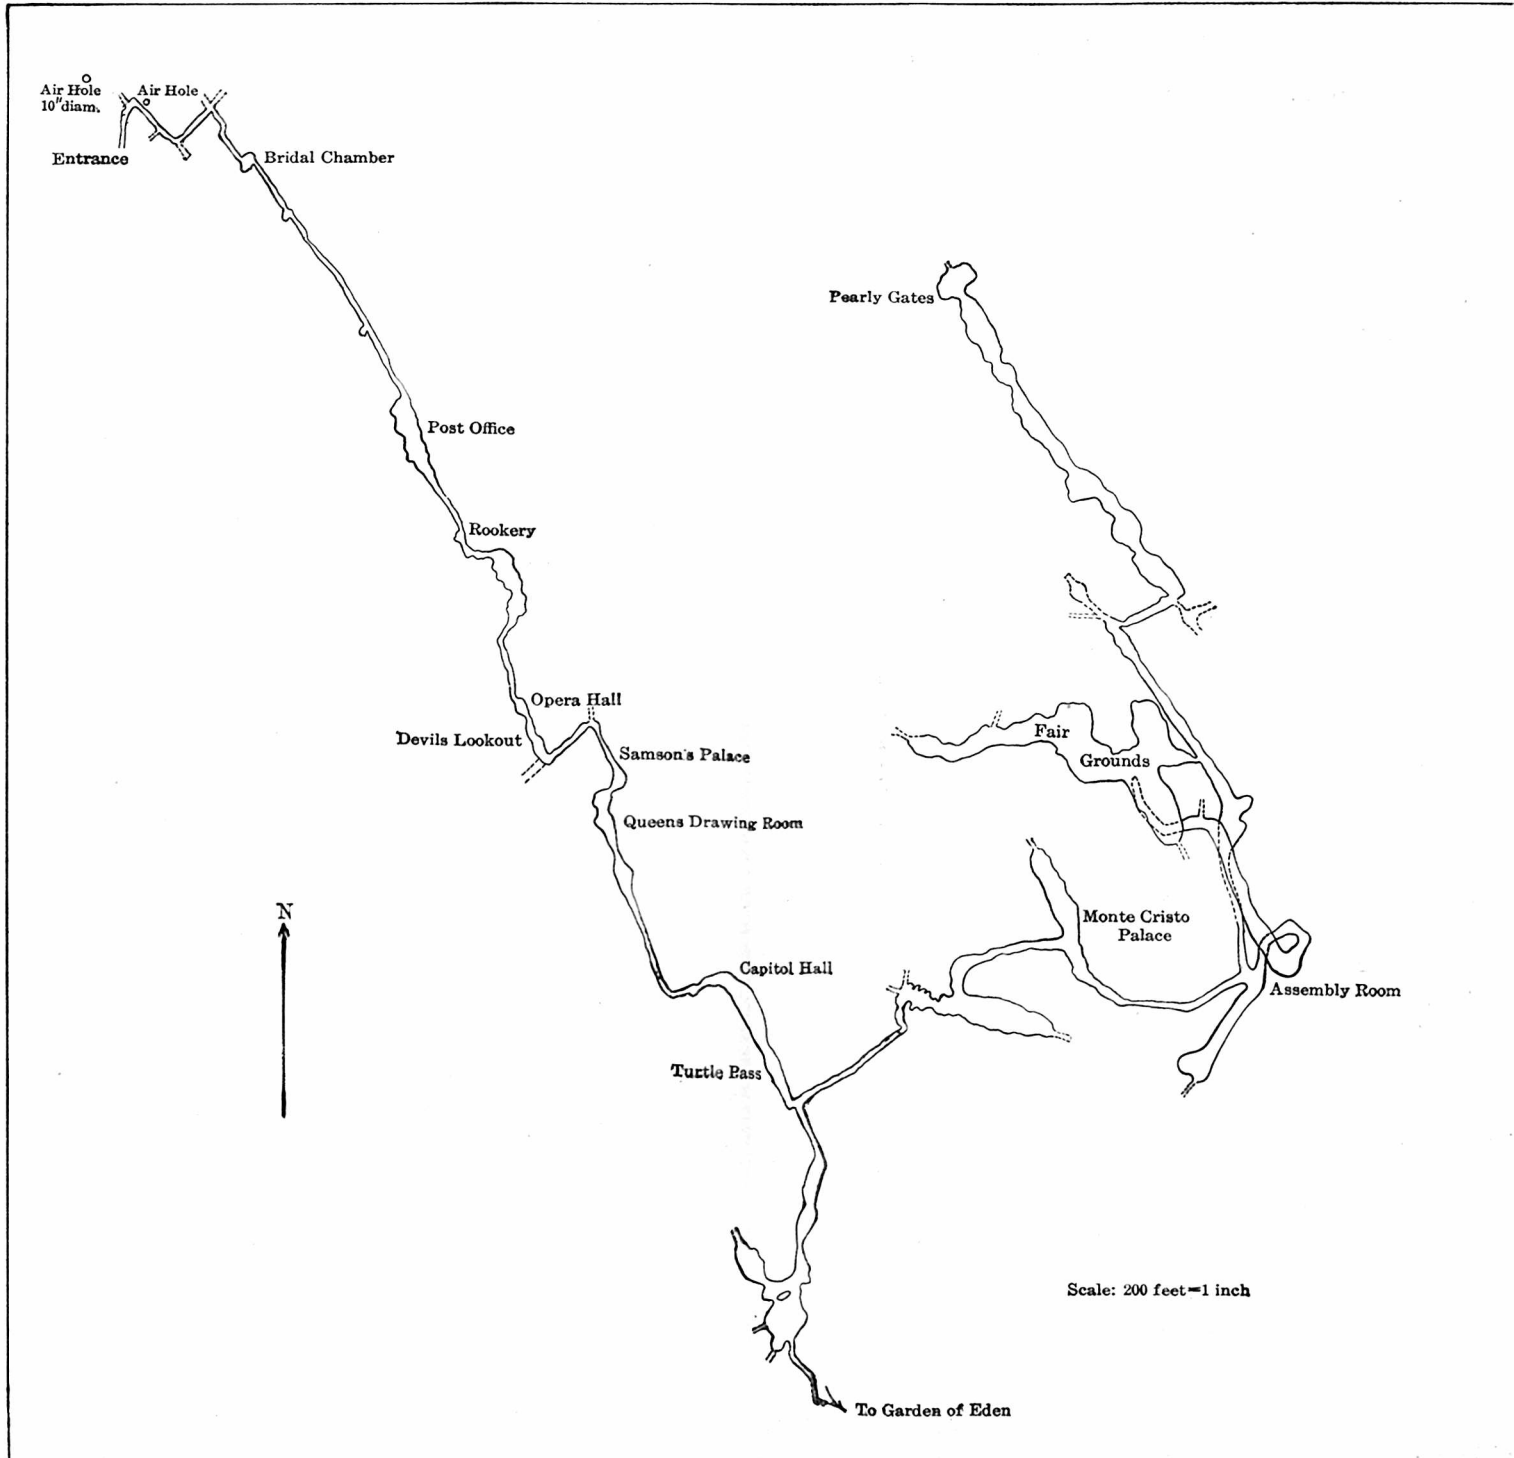 Air Hole
10"diam.
Air Hole
Entrance
Bridal Chamber
Pearly Gates
Post Office
Rookery
Opera Hall
Devils Lookout
Samson's Palace
Fair
Grounds
Queens Drawing Room
N
Monte Cristo
Palace
Capitol Hall
Assembly Room
Turtle Pass
Scale: 200 feet=1 inch
To Garden of Eden